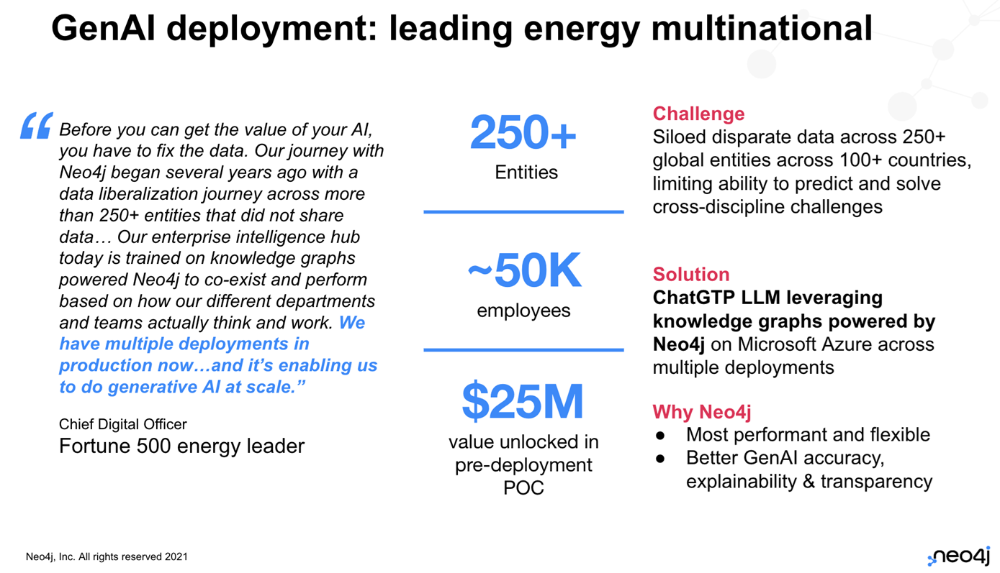 GenAI deployment: leading energy multinational
“
Before you can get the value of your AI,
you have to fix the data. Our journey with
Neo4j began several years ago with a
data liberalization journey across more
than 250+ entities that did not share
data… Our enterprise intelligence hub
today is trained on knowledge graphs
powered Neo4j to co-exist and perform
based on how our different departments
and teams actually think and work. We
have multiple deployments in
production now…and it’s enabling us
to do generative AI at scale.”
Chief Digital Officer
Fortune 500 energy leader
250+
Entities
~50K
employees
$25M
value unlocked in
pre-deployment
POC
Challenge
Siloed disparate data across 250+
global entities across 100+ countries,
limiting ability to predict and solve
cross-discipline challenges
Solution
ChatGTP LLM leveraging
knowledge graphs powered by
Neo4j on Microsoft Azure across
multiple deployments
Why Neo4j
● Most performant and flexible
● Better GenAI accuracy,
explainability & transparency
Neo4j, Inc. All rights reserved 2021
neo4j